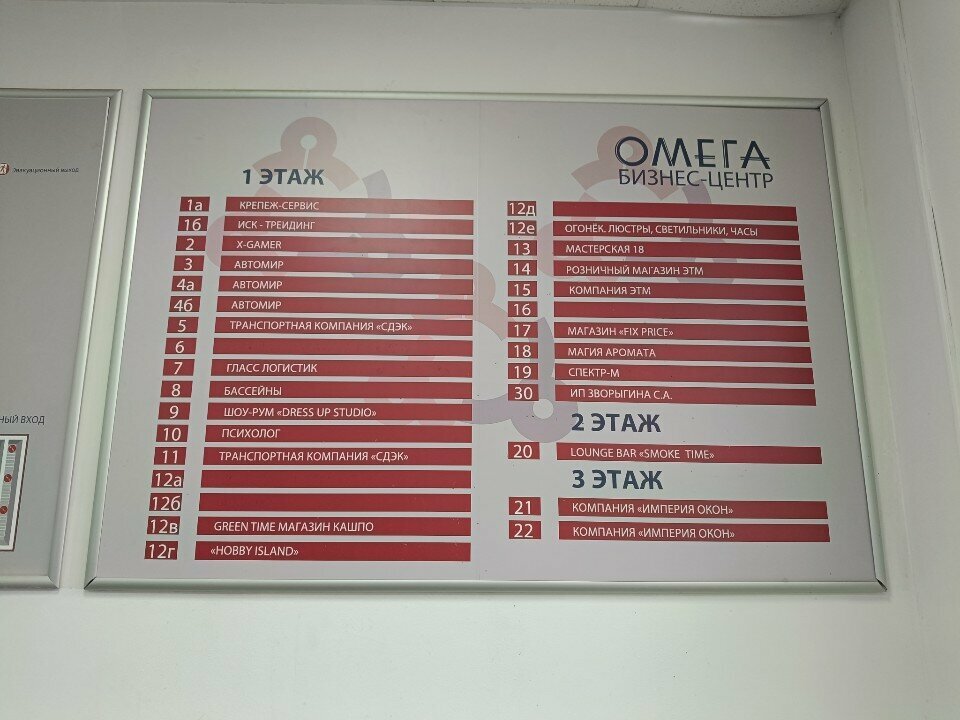 Эвакуационный выход
НЫЙ ВХОД
1 ЭТАЖ
1а КРЕПЕЖ-СЕРВИС
1б ИСК - ТРЕЙДИНГ
2 X-GAMER
3 АВТОМИР
4а АВТОМИР
4б АВТОМИР
5 ТРАНСПОРТНАЯ КОМПАНИЯ «СДЭК»
6
7 ГЛАСС ЛОГИСТИК
8 БАССЕЙНЫ
9 ШОУ-РУМ «DRESS UP STUDIO»
10 ПСИХОЛОГ
11 ТРАНСПОРТНАЯ КОМПАНИЯ «СДЭК»
12а
12б
12в GREEN TIME МАГАЗИН КАШПО
12г «HOBBY ISLAND»
ОМЕГА
БИЗНЕС-ЦЕНТР
12д
12е ОГОНЁК. ЛЮСТРЫ, СВЕТИЛЬНИКИ, ЧАСЫ
13 МАСТЕРСКАЯ 18
14 РОЗНИЧНЫЙ МАГАЗИН ЭТМ
15 КОМПАНИЯ ЭТМ
16
17 МАГАЗИН «FIX PRICE»
18 МАГИЯ АРОМАТА
19 СПЕКТР-М
30 ИП ЗВОРЫГИНА С.А.
2 ЭТАЖ
20 LOUNGE BAR «SMOKE TIME»
3 ЭТАЖ
21 КОМПАНИЯ «ИМПЕРИЯ ОКОН»
22 КОМПАНИЯ «ИМПЕРИЯ ОКОН»